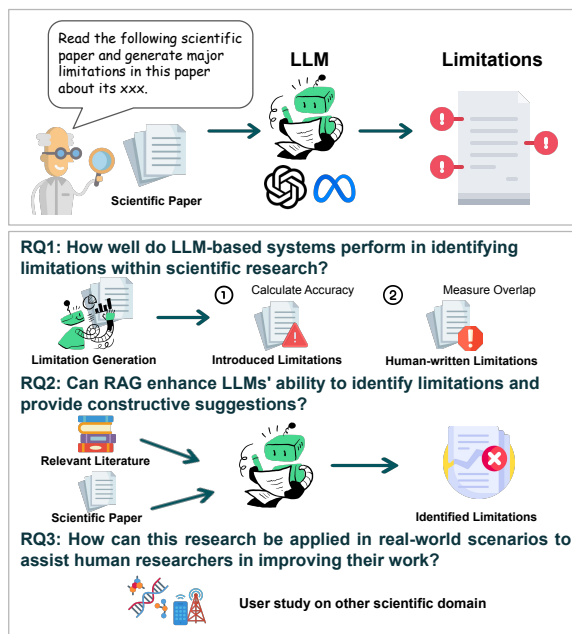 Read the following scientific
paper and generate major
limitations in this paper
about its xxx.
LLM
Limitations
Scientific Paper
RQ1: How well do LLM-based systems perform in identifying
limitations within scientific research?
1 Calculate Accuracy
2 Measure Overlap
Limitation Generation
Introduced Limitations
Human-written Limitations
RQ2: Can RAG enhance LLMs' ability to identify limitations and
provide constructive suggestions?
Relevant Literature
Scientific Paper
Identified Limitations
RQ3: How can this research be applied in real-world scenarios to
assist human researchers in improving their work?
User study on other scientific domain